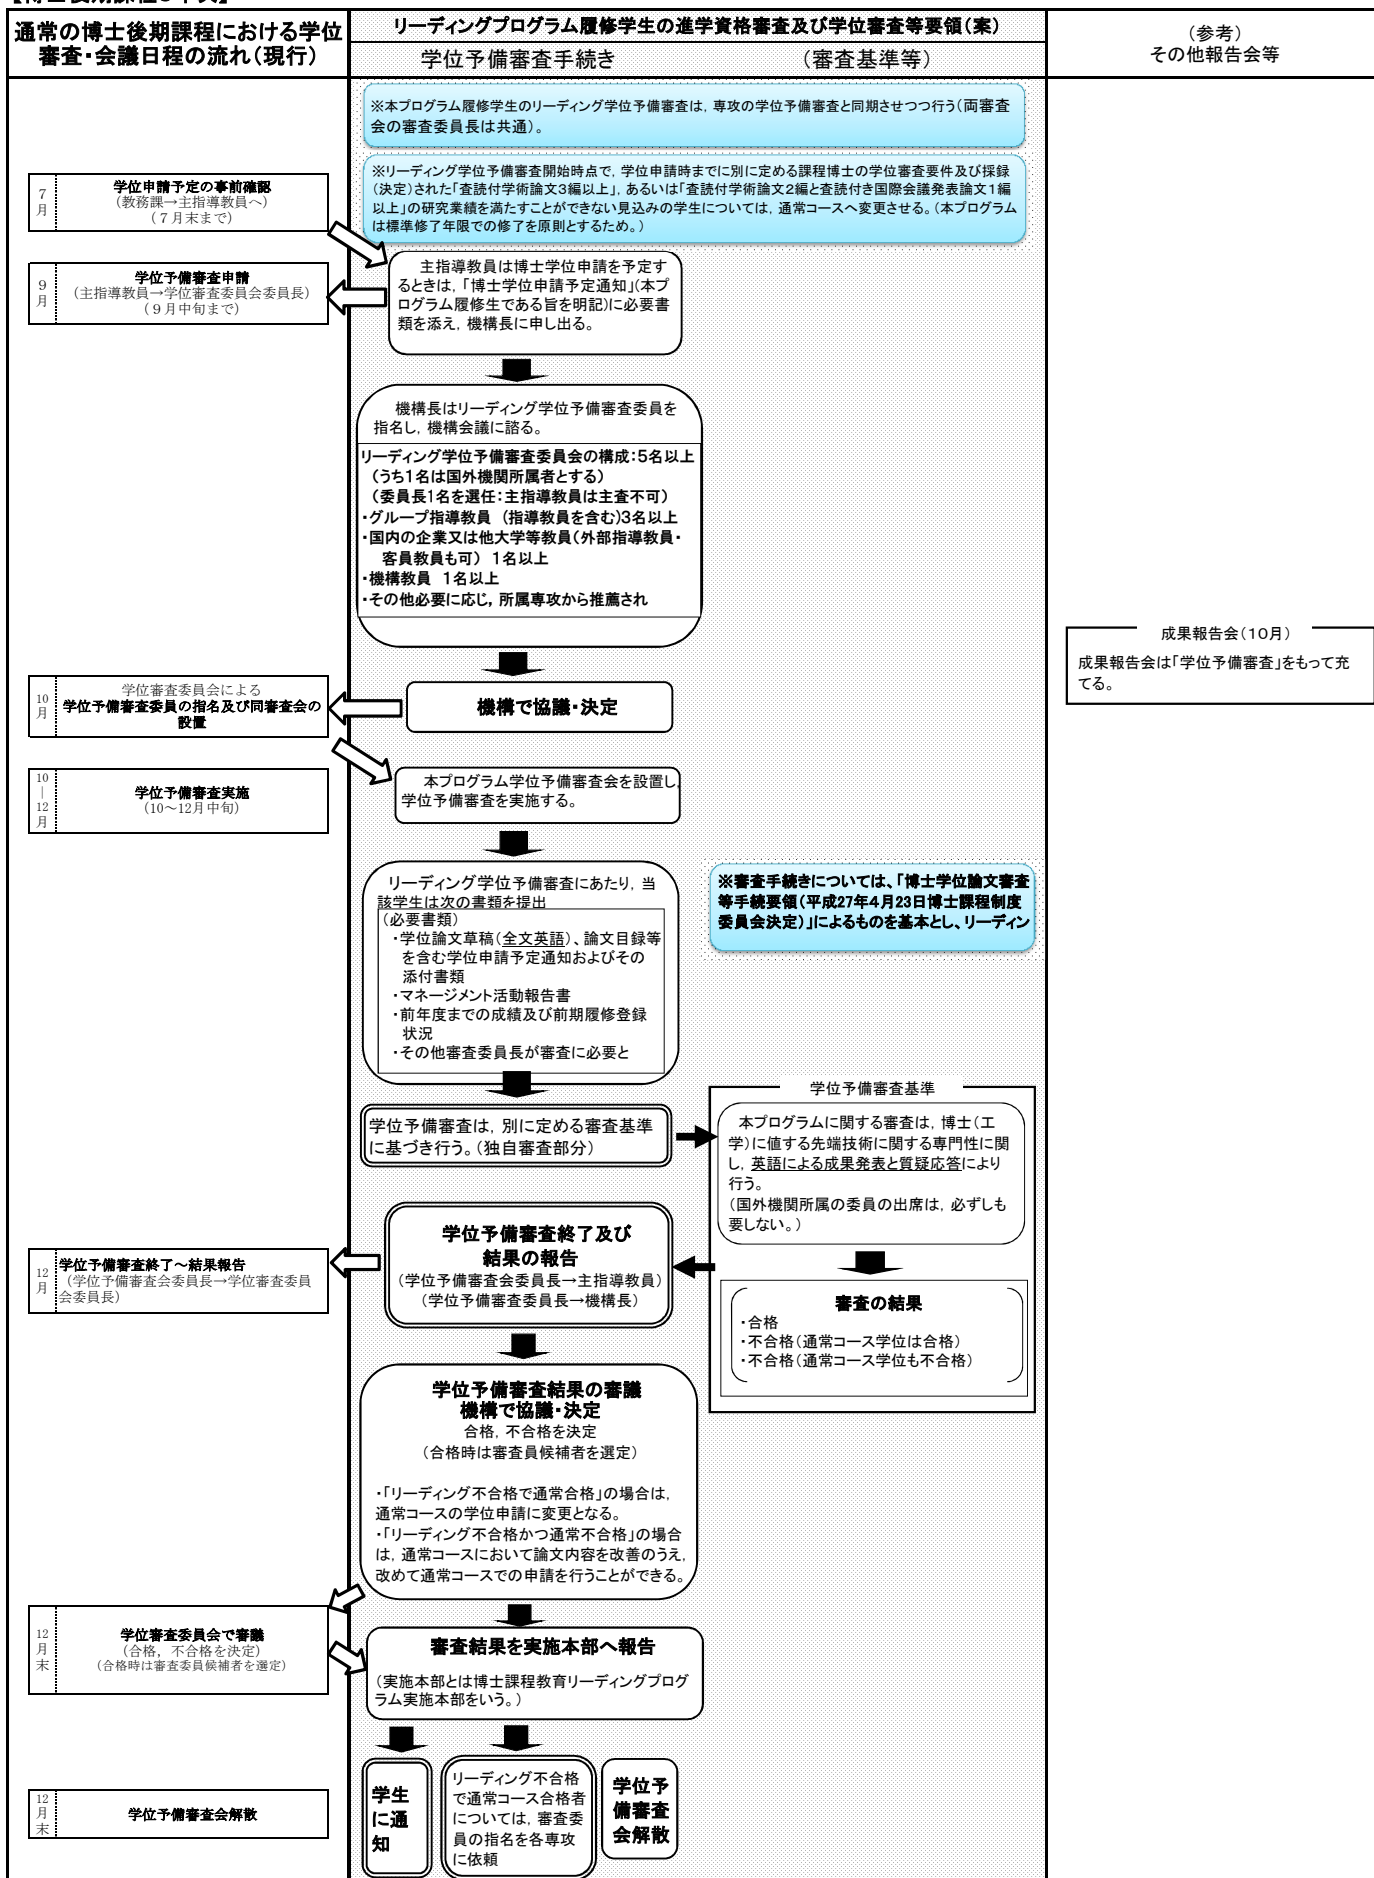 通常の博士後期課程における学位
審査・会議日程の流れ（現行）
リーディングプログラム履修学生の進学資格審査及び学位審査等要領（案）
学位予備審査手続き
（審査基準等）
（参考）
その他報告会等
※本プログラム履修学生のリーディング学位予備審査は，専攻の学位予備審査と同期させつつ行う（両審査
会の審査委員長は共通）。
※リーディング学位予備審査開始時点で，学位申請時までに別に定める課程博士の学位審査要件及び採録
（決定）された「査読付学術論文3編以上」，あるいは「査読付学術論文2編と査読付き国際会議発表論文1編
以上」の研究業績を満たすことができない見込みの学生については，通常コースへ変更させる。（本プログラム
は標準修了年限での修了を原則とするため。）
7
月
学位申請予定の事前確認
（教務課→主指導教員へ）
（７月末まで）
9
月
学位予備審査申請
（主指導教員→学位審査委員会委員長）
（９月中旬まで）
主指導教員は博士学位申請を予定す
るときは，「博士学位申請予定通知」（本プ
ログラム履修生である旨を明記）に必要書
類を添え，機構長に申し出る。
機構長はリーディング学位予備審査委員を
指名し，機構会議に諮る。
リーディング学位予備審査委員会の構成：5名以上
（うち１名は国外機関所属者とする）
（委員長1名を選任：主指導教員は主査不可）
・グループ指導教員　（指導教員を含む）3名以上
・国内の企業又は他大学等教員（外部指導教員・
客員教員も可）　1名以上
・機構教員　1名以上
・その他必要に応じ，所属専攻から推薦され
成果報告会（10月）
成果報告会は「学位予備審査」をもって充
てる。
10
月
学位審査委員会による
学位予備審査委員の指名及び同審査会の
設置
機構で協議・決定
10
｜
12
月
学位予備審査実施
（10～12月中旬）
本プログラム学位予備審査会を設置し，
学位予備審査を実施する。
リーディング学位予備審査にあたり，当
該学生は次の書類を提出
（必要書類）
・学位論文草稿（全文英語）、論文目録等
を含む学位申請予定通知およびその
添付書類
・マネージメント活動報告書
・前年度までの成績及び前期履修登録
状況
・その他審査委員長が審査に必要と
※審査手続きについては、「博士学位論文審査
等手続要領（平成27年4月23日博士課程制度
委員会決定）」によるものを基本とし、リーディン
学位予備審査は，別に定める審査基準
に基づき行う。（独自審査部分）
学位予備審査基準
本プログラムに関する審査は，博士（工
学）に値する先端技術に関する専門性に関
し，英語による成果発表と質疑応答により
行う。
（国外機関所属の委員の出席は，必ずしも
要しない。）
12
月
学位予備審査終了～結果報告
（学位予備審査会委員長→学位審査委員
会委員長）
学位予備審査終了及び
結果の報告
（学位予備審査会委員長→主指導教員）
（学位予備審査委員長→機構長）
審査の結果
・合格
・不合格（通常コース学位は合格）
・不合格（通常コース学位も不合格）
学位予備審査結果の審議
機構で協議・決定
合格，不合格を決定
（合格時は審査員候補者を選定）
・「リーディング不合格で通常合格」の場合は，
通常コースの学位申請に変更となる。
・「リーディング不合格かつ通常不合格」の場合
は，通常コースにおいて論文内容を改善のうえ，
改めて通常コースでの申請を行うことができる。
12
月
末
学位審査委員会で審議
（合格，不合格を決定）
（合格時は審査委員候補者を選定）
審査結果を実施本部へ報告
（実施本部とは博士課程教育リーディングプログ
ラム実施本部をいう。）
12
月
末
学位予備審査会解散
学生
に通
知
リーディング不合格
で通常コース合格者
については，審査委
員の指名を各専攻
に依頼
学位予
備審査
会解散